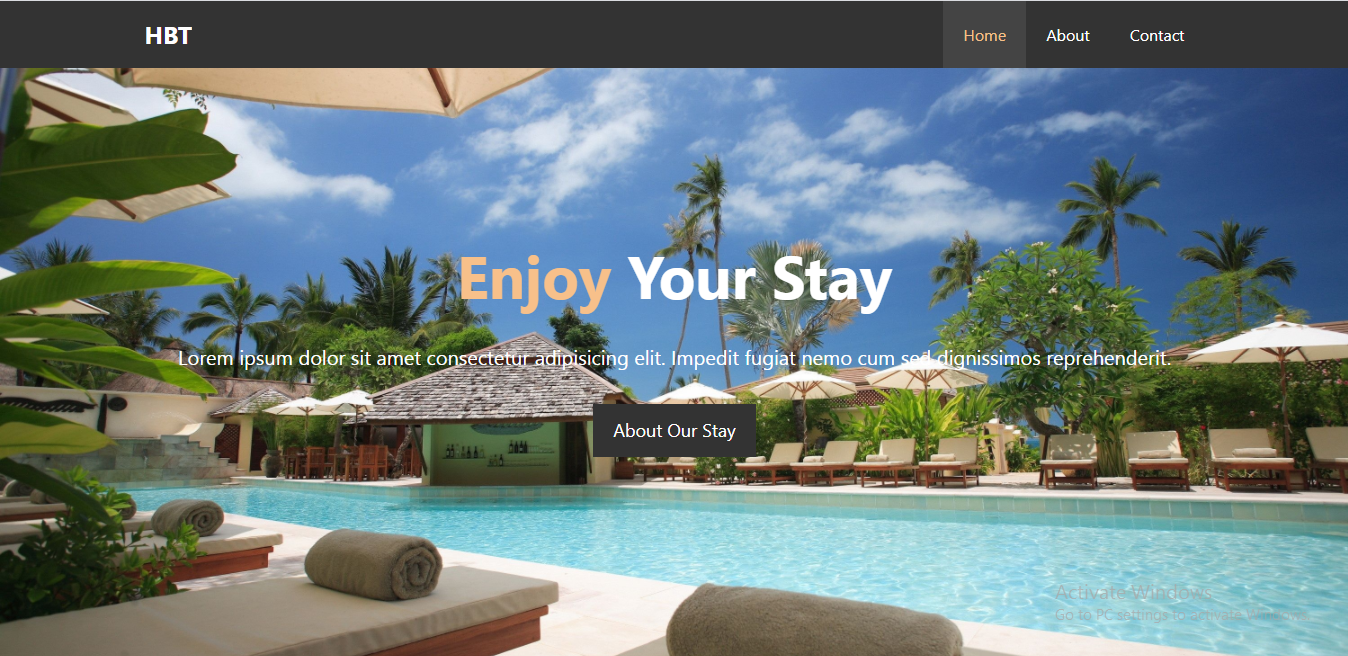 HBT
Home About Contact
Enjoy Your Stay
Lorem ipsum dolor sit amet consectetur adipisicing elit. Impedit fugiat nemo cum sed dignissimos reprehenderit.
About Our Stay
Activate Windows
Go to PC settings to activate Windows.